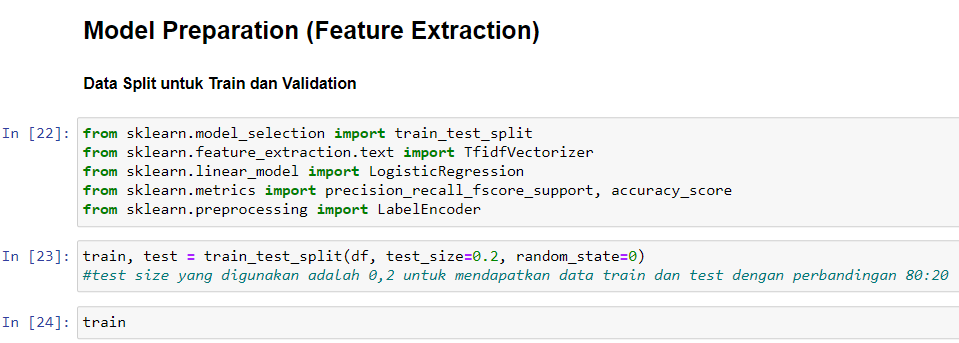 Model Preparation (Feature Extraction)
Data Split untuk Train dan Validation
In [22]: from sklearn.model_selection import train_test_split
from sklearn.feature_extraction.text import TfidfVectorizer
from sklearn.linear_model import LogisticRegression
from sklearn.metrics import precision_recall_fscore_support, accuracy_score
from sklearn.preprocessing import LabelEncoder
In [23]: train, test = train_test_split(df, test_size=0.2, random_state=0)
#test size yang digunakan adalah 0,2 untuk mendapatkan data train dan test dengan perbandingan 80:20
In [24]: train